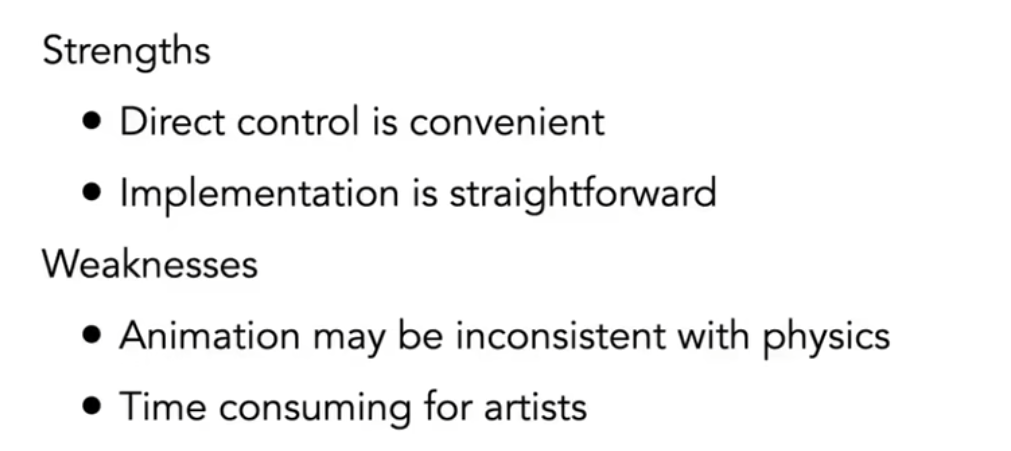 Strengths
● Direct control is convenient
● Implementation is straightforward
Weaknesses
● Animation may be inconsistent with physics
● Time consuming for artists